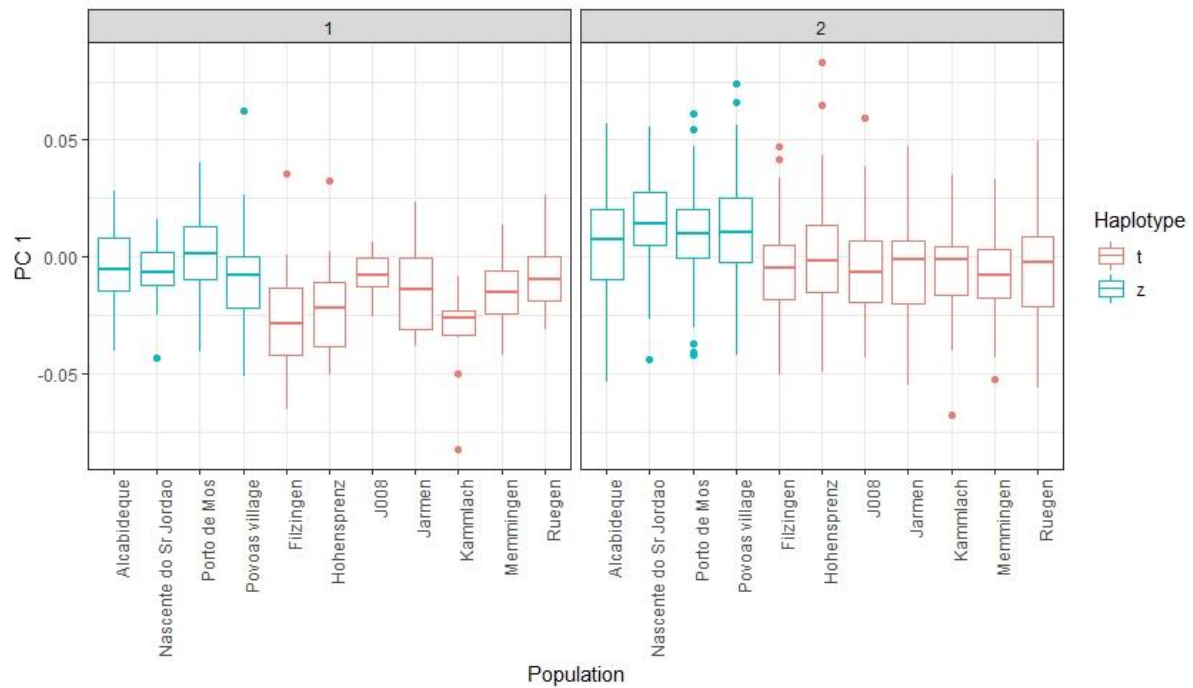 1
2
0.05
0.00
-0.05
PC 1
Alcabideque
Nascente do Sr Jordao
Porto de Mos
Povoas village
Filzingen
Hohensprenz
J008
Jarmen
Kammlach
Memmingen
Ruegen
Alcabideque
Nascente do Sr Jordao
Porto de Mos
Povoas village
Filzingen
Hohensprenz
J008
Jarmen
Kammlach
Memmingen
Ruegen
Population
Haplotype
t
z